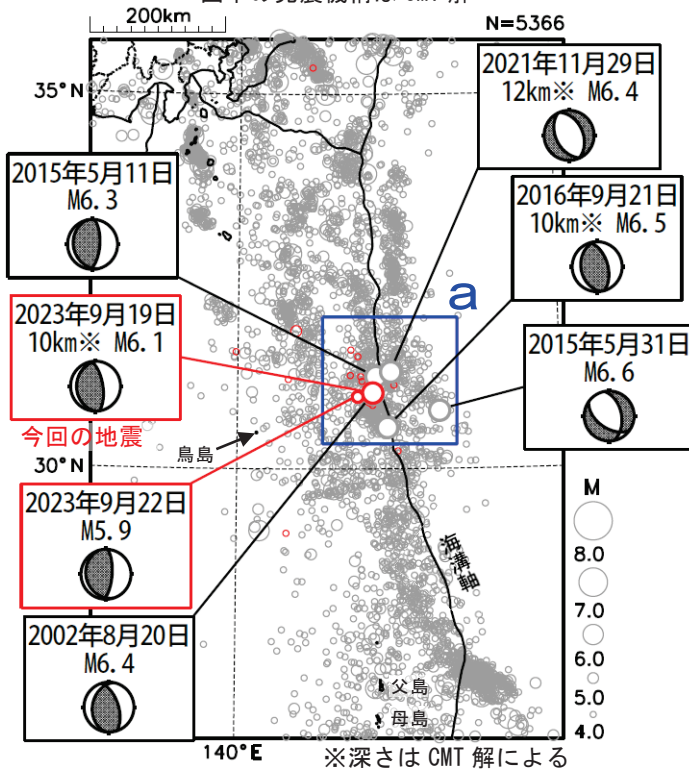 200km
N=5366
35°N
2021年11月29日
12km※ M6.4
2015年5月11日
M6.3
2016年9月21日
10km※ M6.5
a
2023年9月19日
10km※ M6.1
今回の地震
2015年5月31日
M6.6
鳥島
30°N
2023年9月22日
M5.9
M
海溝軸
8.0
7.0
2002年8月20日
M6.4
6.0
父島
5.0
母島
4.0
140°E
※深さは CMT 解による